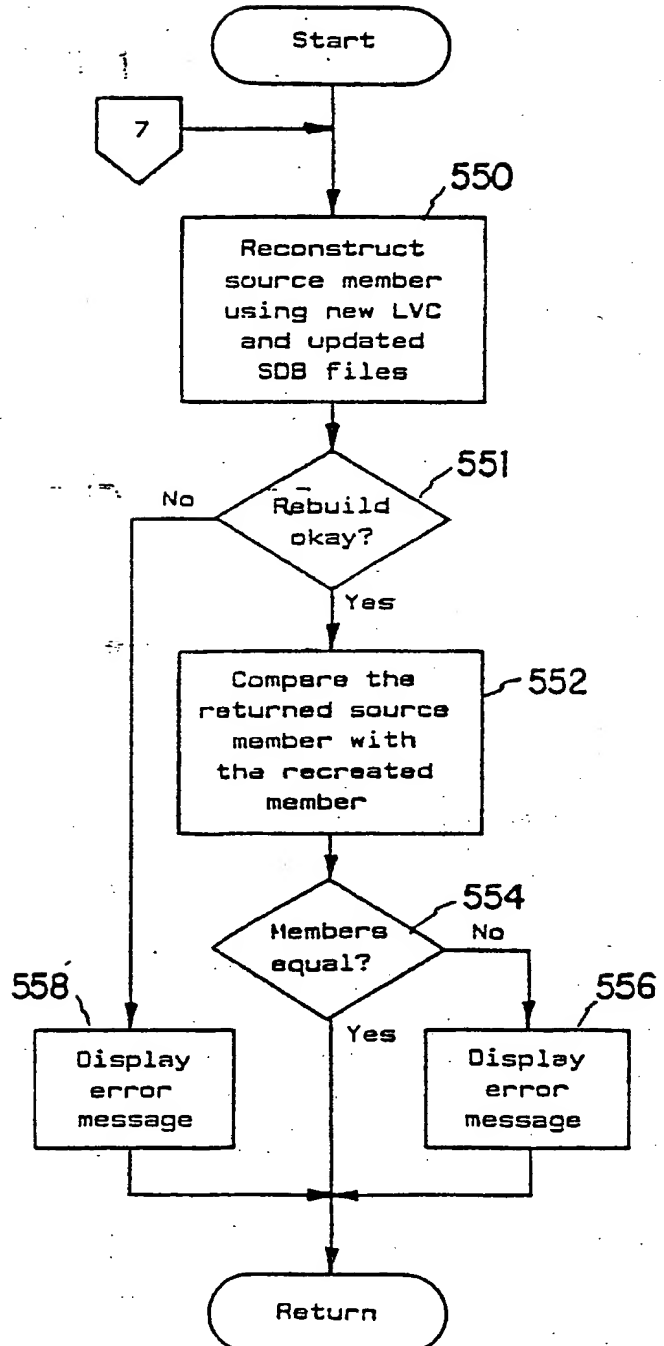 Start
7
550
Reconstruct
source member
using new LVC
and updated
SDB files
551
No
Rebuild
okay?
Yes
552
Compare the
returned source
member with
the recreated
member
554
Members
equal?
No
Yes
558
556
Display
error
message
Display
error
message
Return